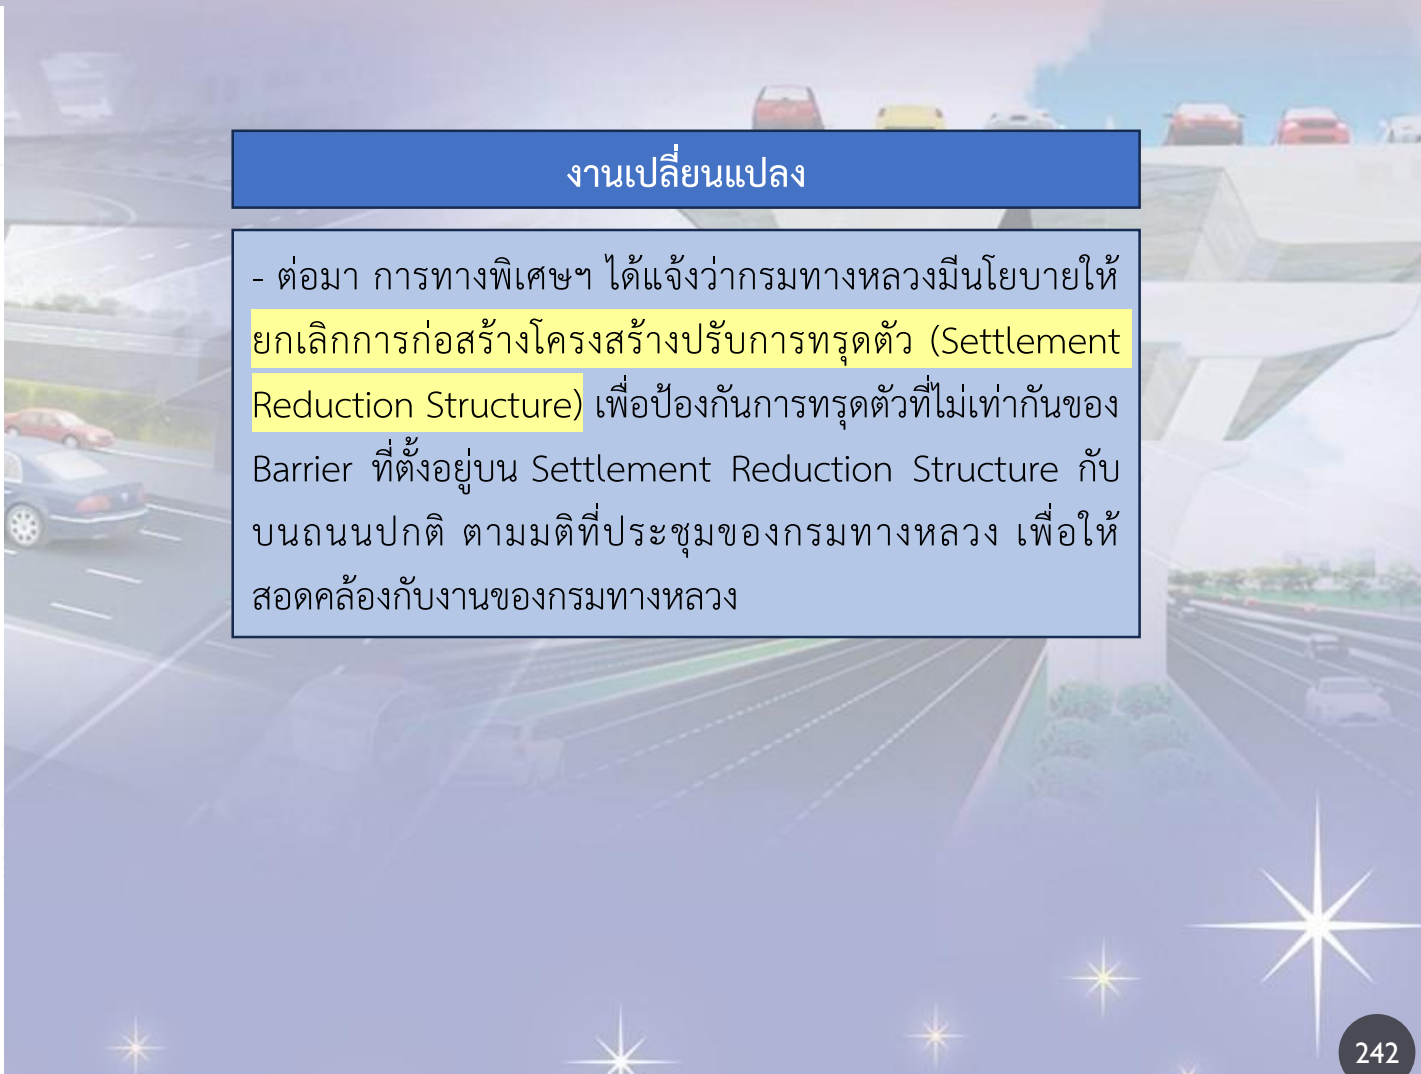 งานเปลี่ยนแปลง
- ต่อมา การทางพิเศษฯ ได้แจ้งว่ากรมทางหลวงมีนโยบายให้
ยกเลิกการก่อสร้างโครงสร้างปรับการทรุดตัว (Settlement
Reduction Structure) เพื่อป้องกันการทรุดตัวที่ไม่เท่ากันของ
Barrier ที่ตั้งอยู่บน Settlement Reduction Structure กับ
บนถนนปกติ ตามมติที่ประชุมของกรมทางหลวง เพื่อให้
สอดคล้องกับงานของกรมทางหลวง
242